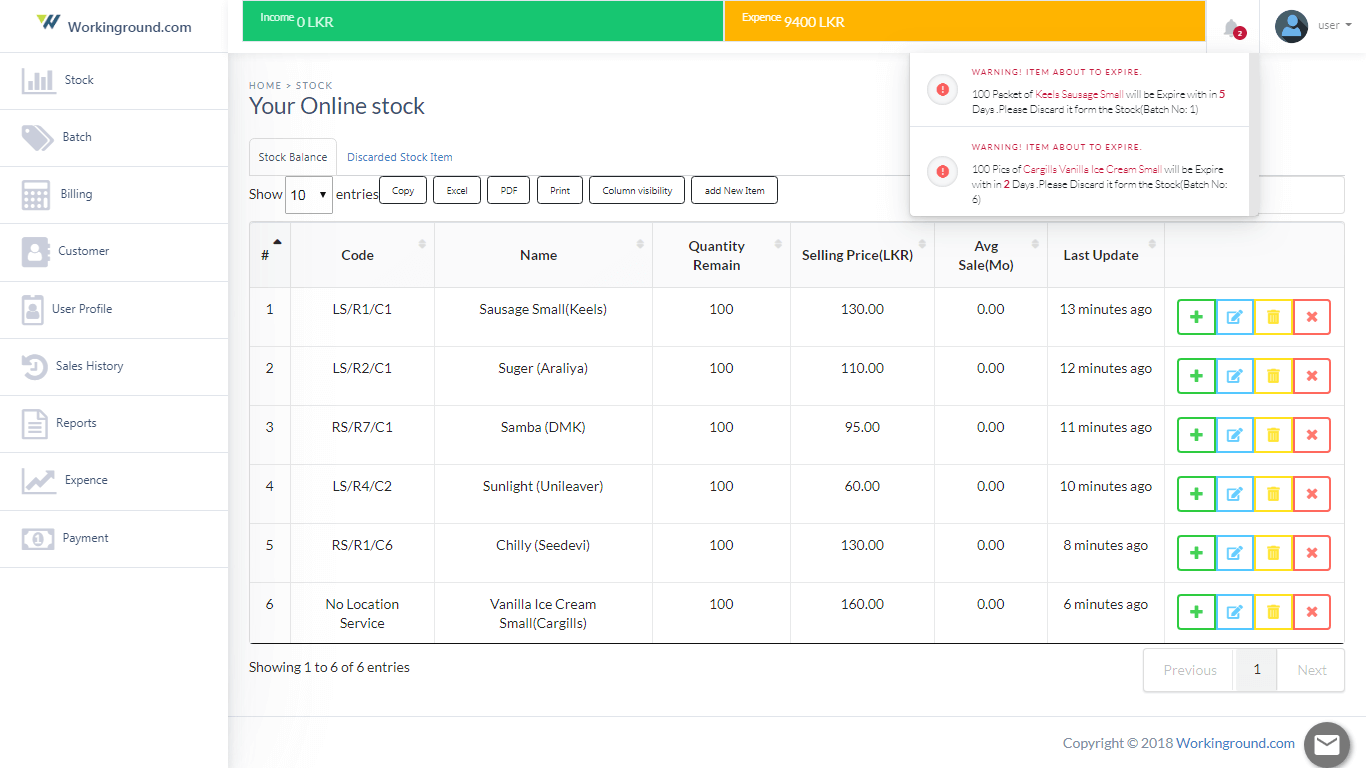 Workinground.com
Income 0 LKR
Expence 9400 LKR
2
user
Stock
Batch
Billing
Customer
User Profile
Sales History
Reports
Expence
Payment
HOME > STOCK
Your Online stock
WARNING! ITEM ABOUT TO EXPIRE.
100 Packet of Keels Sausage Small will be Expire with in 5
Days .Please Discard it form the Stock(Batch No: 1)
WARNING! ITEM ABOUT TO EXPIRE.
100 Pics of Cargills Vanilla Ice Cream Small will be Expire
with in 2 Days .Please Discard it form the Stock(Batch No:
6)
Stock Balance Discarded Stock Item
Show 10 entries Copy Excel PDF Print Column visibility add New Item
# Code Name Quantity Remain Selling Price(LKR) Avg Sale(Mo) Last Update
1 LS/R1/C1 Sausage Small(Keels) 100 130.00 0.00 13 minutes ago
2 LS/R2/C1 Suger (Araliya) 100 110.00 0.00 12 minutes ago
3 RS/R7/C1 Samba (DMK) 100 95.00 0.00 11 minutes ago
4 LS/R4/C2 Sunlight (Unileaver) 100 60.00 0.00 10 minutes ago
5 RS/R1/C6 Chilly (Seedevi) 100 130.00 0.00 8 minutes ago
6 No Location Service Vanilla Ice Cream Small(Cargills) 100 160.00 0.00 6 minutes ago
Showing 1 to 6 of 6 entries
Previous 1 Next
Copyright © 2018 Workinground.com